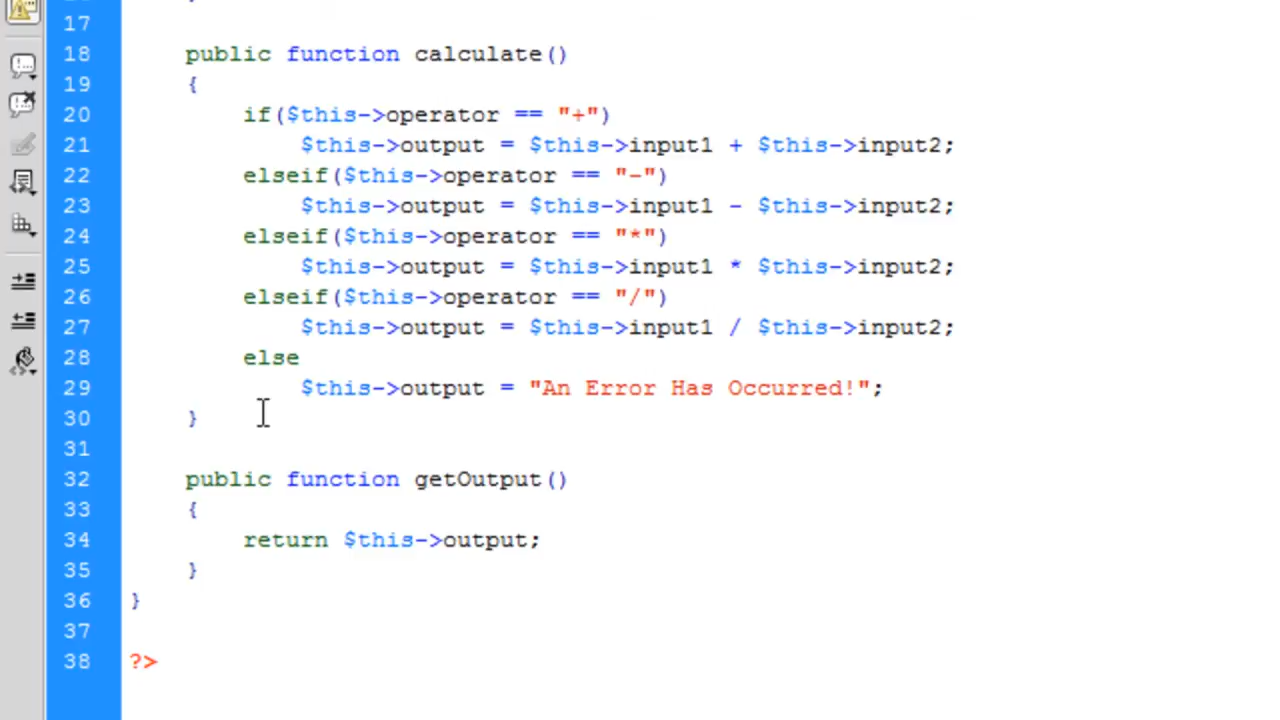 17
18 public function calculate()
19 {
20 if($this->operator == "+")
21 $this->output = $this->input1 + $this->input2;
22 elseif($this->operator == "-")
23 $this->output = $this->input1 - $this->input2;
24 elseif($this->operator == "*")
25 $this->output = $this->input1 * $this->input2;
26 elseif($this->operator == "/")
27 $this->output = $this->input1 / $this->input2;
28 else
29 $this->output = "An Error Has Occurred!";
30 }
31
32 public function getOutput()
33 {
34 return $this->output;
35 }
36 }
37
38 ?>